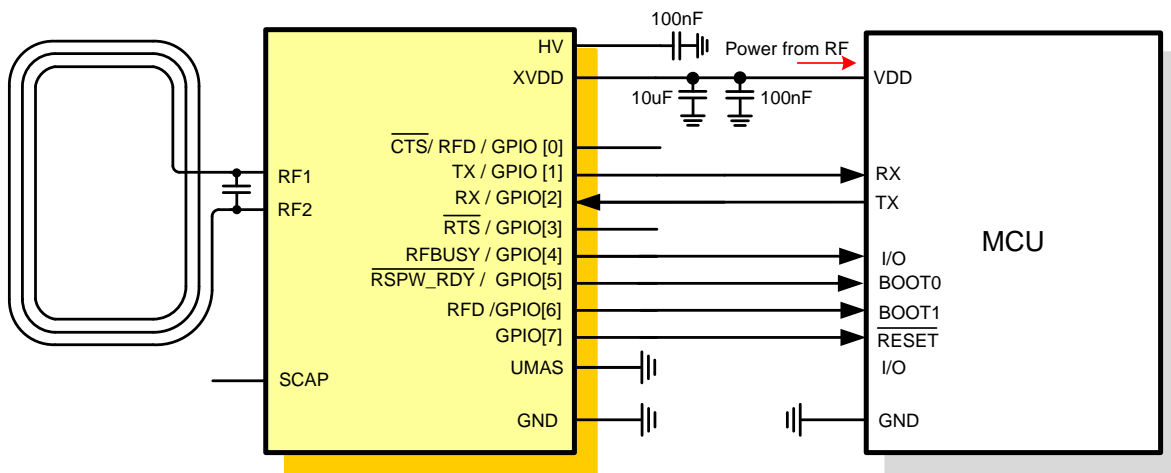 100nF
HV
Power from RF
XVDD
VDD
10uF
100nF
CTS/ RFD / GPIO [0]
TX / GPIO [1]
RX
RF1
RX / GPIO[2]
TX
RF2
RTS / GPIO[3]
MCU
RFBUSY / GPIO[4]
I/O
RSPW_RDY / GPIO[5]
BOOT0
RFD /GPIO[6]
BOOT1
GPIO[7]
RESET
UMAS
I/O
SCAP
GND
GND